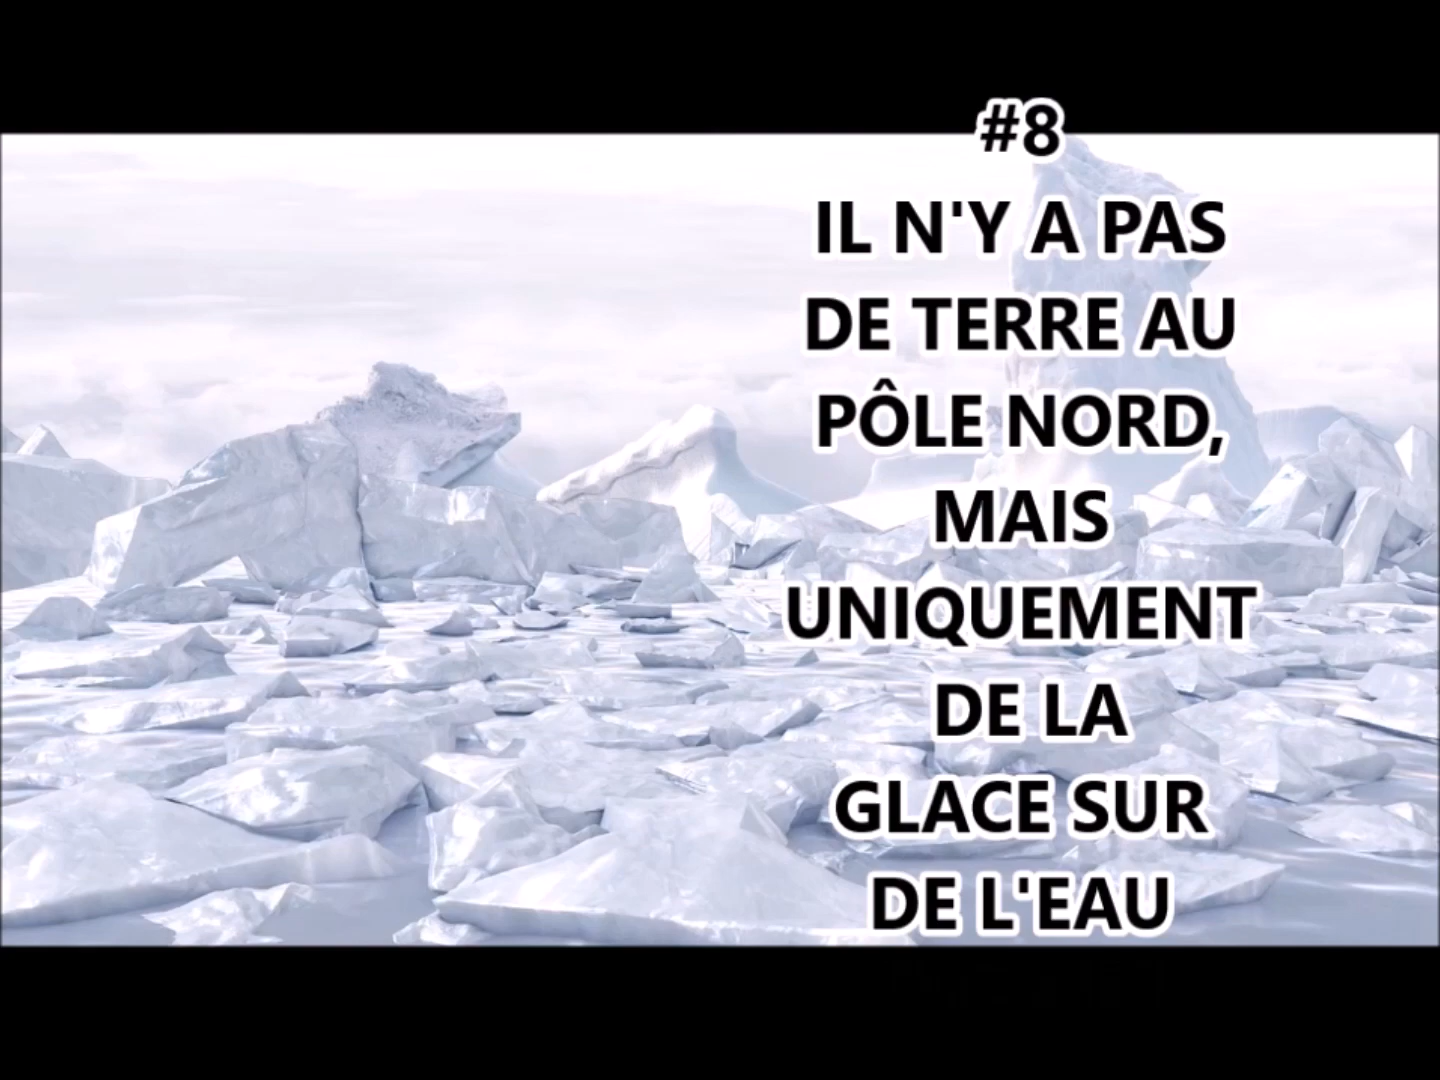 #8
IL N'Y A PAS
DE TERRE AU
PÔLE NORD,
MAIS
UNIQUEMENT
DE LA
GLACE SUR
DE L'EAU